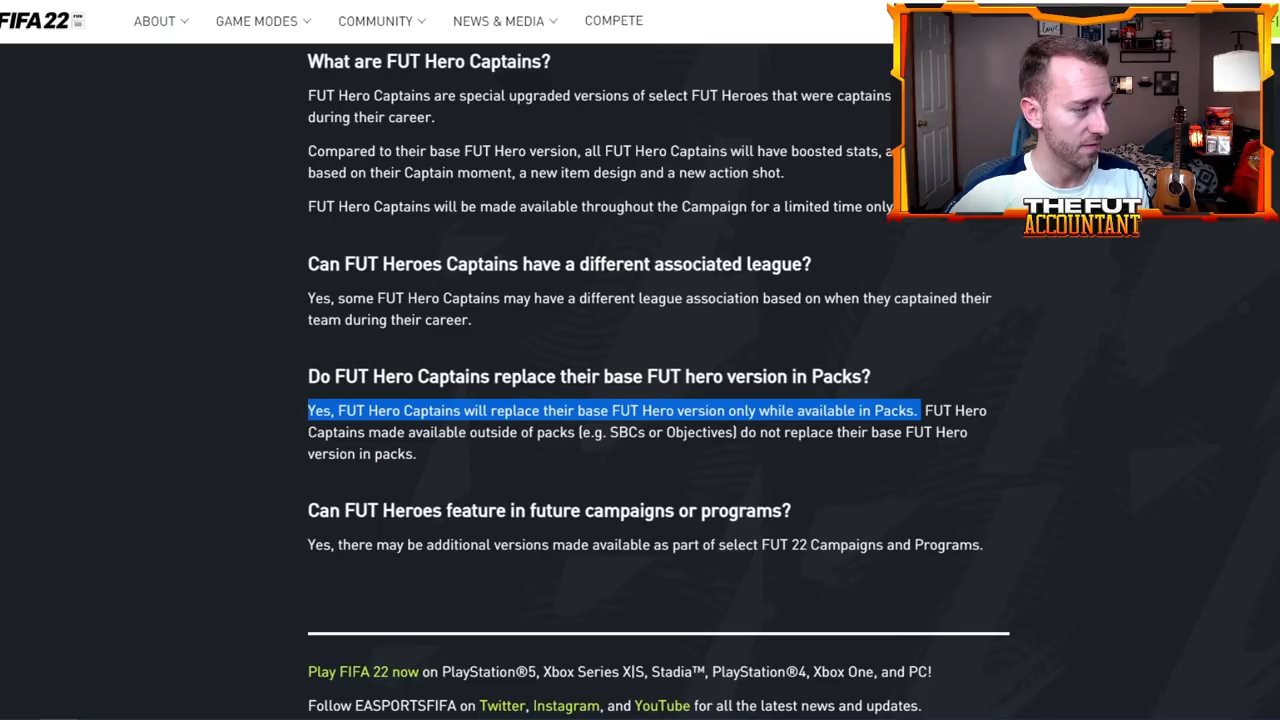 FIFA 22
ABOUT
GAME MODES
COMMUNITY
NEWS & MEDIA
COMPETE
What are FUT Hero Captains?
FUT Hero Captains are special upgraded versions of select FUT Heroes that were captains
during their career.
Compared to their base FUT Hero version, all FUT Hero Captains will have boosted stats,
based on their Captain moment, a new item design and a new action shot.
FUT Hero Captains will be made available throughout the Campaign for a limited time only
THE FUT
ACCOUNTANT
Can FUT Heroes Captains have a different associated league?
Yes, some FUT Hero Captains may have a different league association based on when they captained their
team during their career.
Do FUT Hero Captains replace their base FUT hero version in Packs?
Yes, FUT Hero Captains will replace their base FUT Hero version only while available in Packs. FUT Hero
Captains made available outside of packs (e.g. SBCs or Objectives) do not replace their base FUT Hero
version in packs.
Can FUT Heroes feature in future campaigns or programs?
Yes, there may be additional versions made available as part of select FUT 22 Campaigns and Programs.
Play FIFA 22 now on PlayStation®5, Xbox Series X|S, Stadia™, PlayStation®4, Xbox One, and PC!
Follow EASPORTSFIFA on Twitter, Instagram, and YouTube for all the latest news and updates.